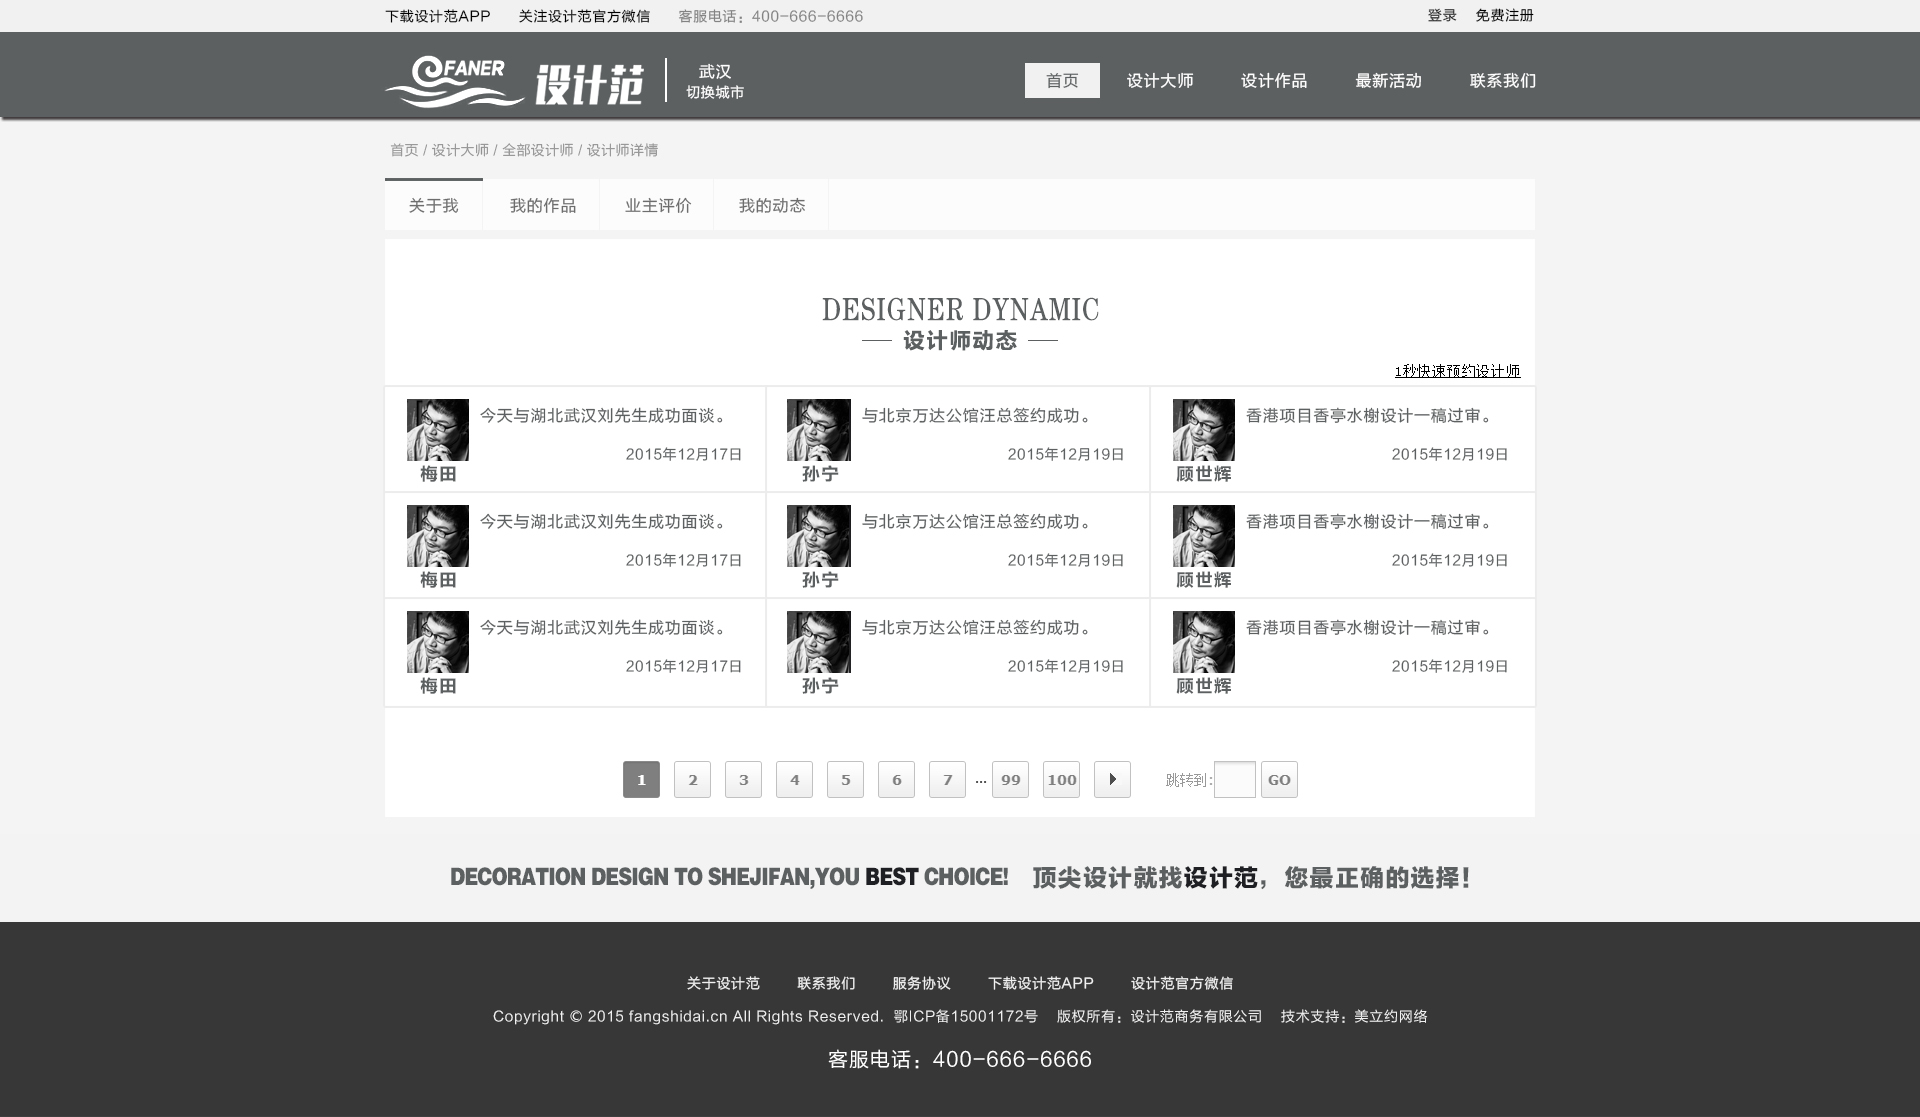 下载设计范APP 关注设计范官方微信 客服电话：400-666-6666 登录 免费注册
FANER 设计范 武汉 切换城市 首页 设计大师 设计作品 最新活动 联系我们
首页 / 设计大师 / 全部设计师 / 设计师详情
关于我 我的作品 业主评价 我的动态
DESIGNER DYNAMIC
设计师动态
1秒快速预约设计师
今天与湖北武汉刘先生成功面谈。 与北京万达公馆汪总签约成功。 香港项目香亭水榭设计一稿过审。
2015年12月17日 2015年12月19日 2015年12月19日
梅田 孙宁 顾世辉
今天与湖北武汉刘先生成功面谈。 与北京万达公馆汪总签约成功。 香港项目香亭水榭设计一稿过审。
2015年12月17日 2015年12月19日 2015年12月19日
梅田 孙宁 顾世辉
今天与湖北武汉刘先生成功面谈。 与北京万达公馆汪总签约成功。 香港项目香亭水榭设计一稿过审。
2015年12月17日 2015年12月19日 2015年12月19日
梅田 孙宁 顾世辉
1 2 3 4 5 6 7 ... 99 100 跳转到: GO
DECORATION DESIGN TO SHEJIFAN,YOU BEST CHOICE! 顶尖设计就找设计范，您最正确的选择！
关于设计范 联系我们 服务协议 下载设计范APP 设计范官方微信
Copyright © 2015 fangshidai.cn All Rights Reserved. 鄂ICP备15001172号 版权所有：设计范商务有限公司 技术支持：美立约网络
客服电话：400-666-6666